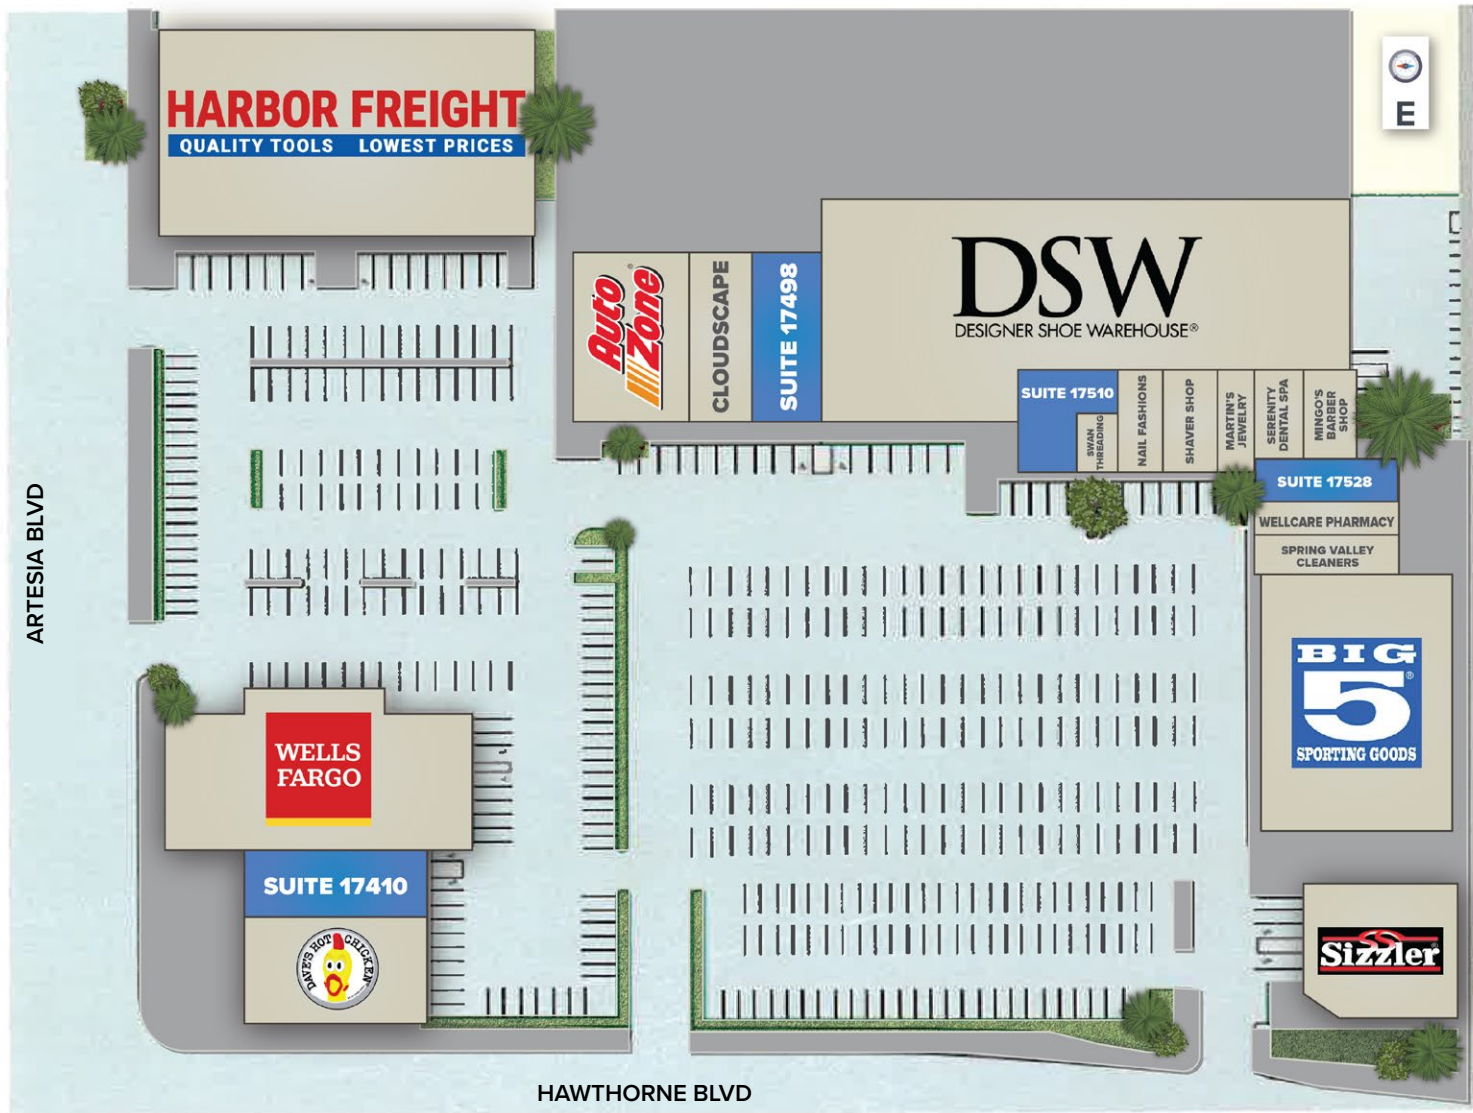 HARBOR FREIGHT
QUALITY TOOLS LOWEST PRICES
E
Auto
Zone
CLOUDSCAPE
SUITE 17498
DSW
DESIGNER SHOE WAREHOUSE®
SUITE 17510
SWAN
THREADING
NAIL FASHIONS
SHAVER SHOP
MARTIN'S
JEWELRY
SERENITY
DENTAL SPA
MINGO'S
BARBER
SHOP
SUITE 17528
WELLCARE PHARMACY
SPRING VALLEY
CLEANERS
BIG
5®
SPORTING GOODS
ARTESIA BLVD
WELLS
FARGO
SUITE 17410
DAVE'S HOT CHICKEN
Sizzler
HAWTHORNE BLVD